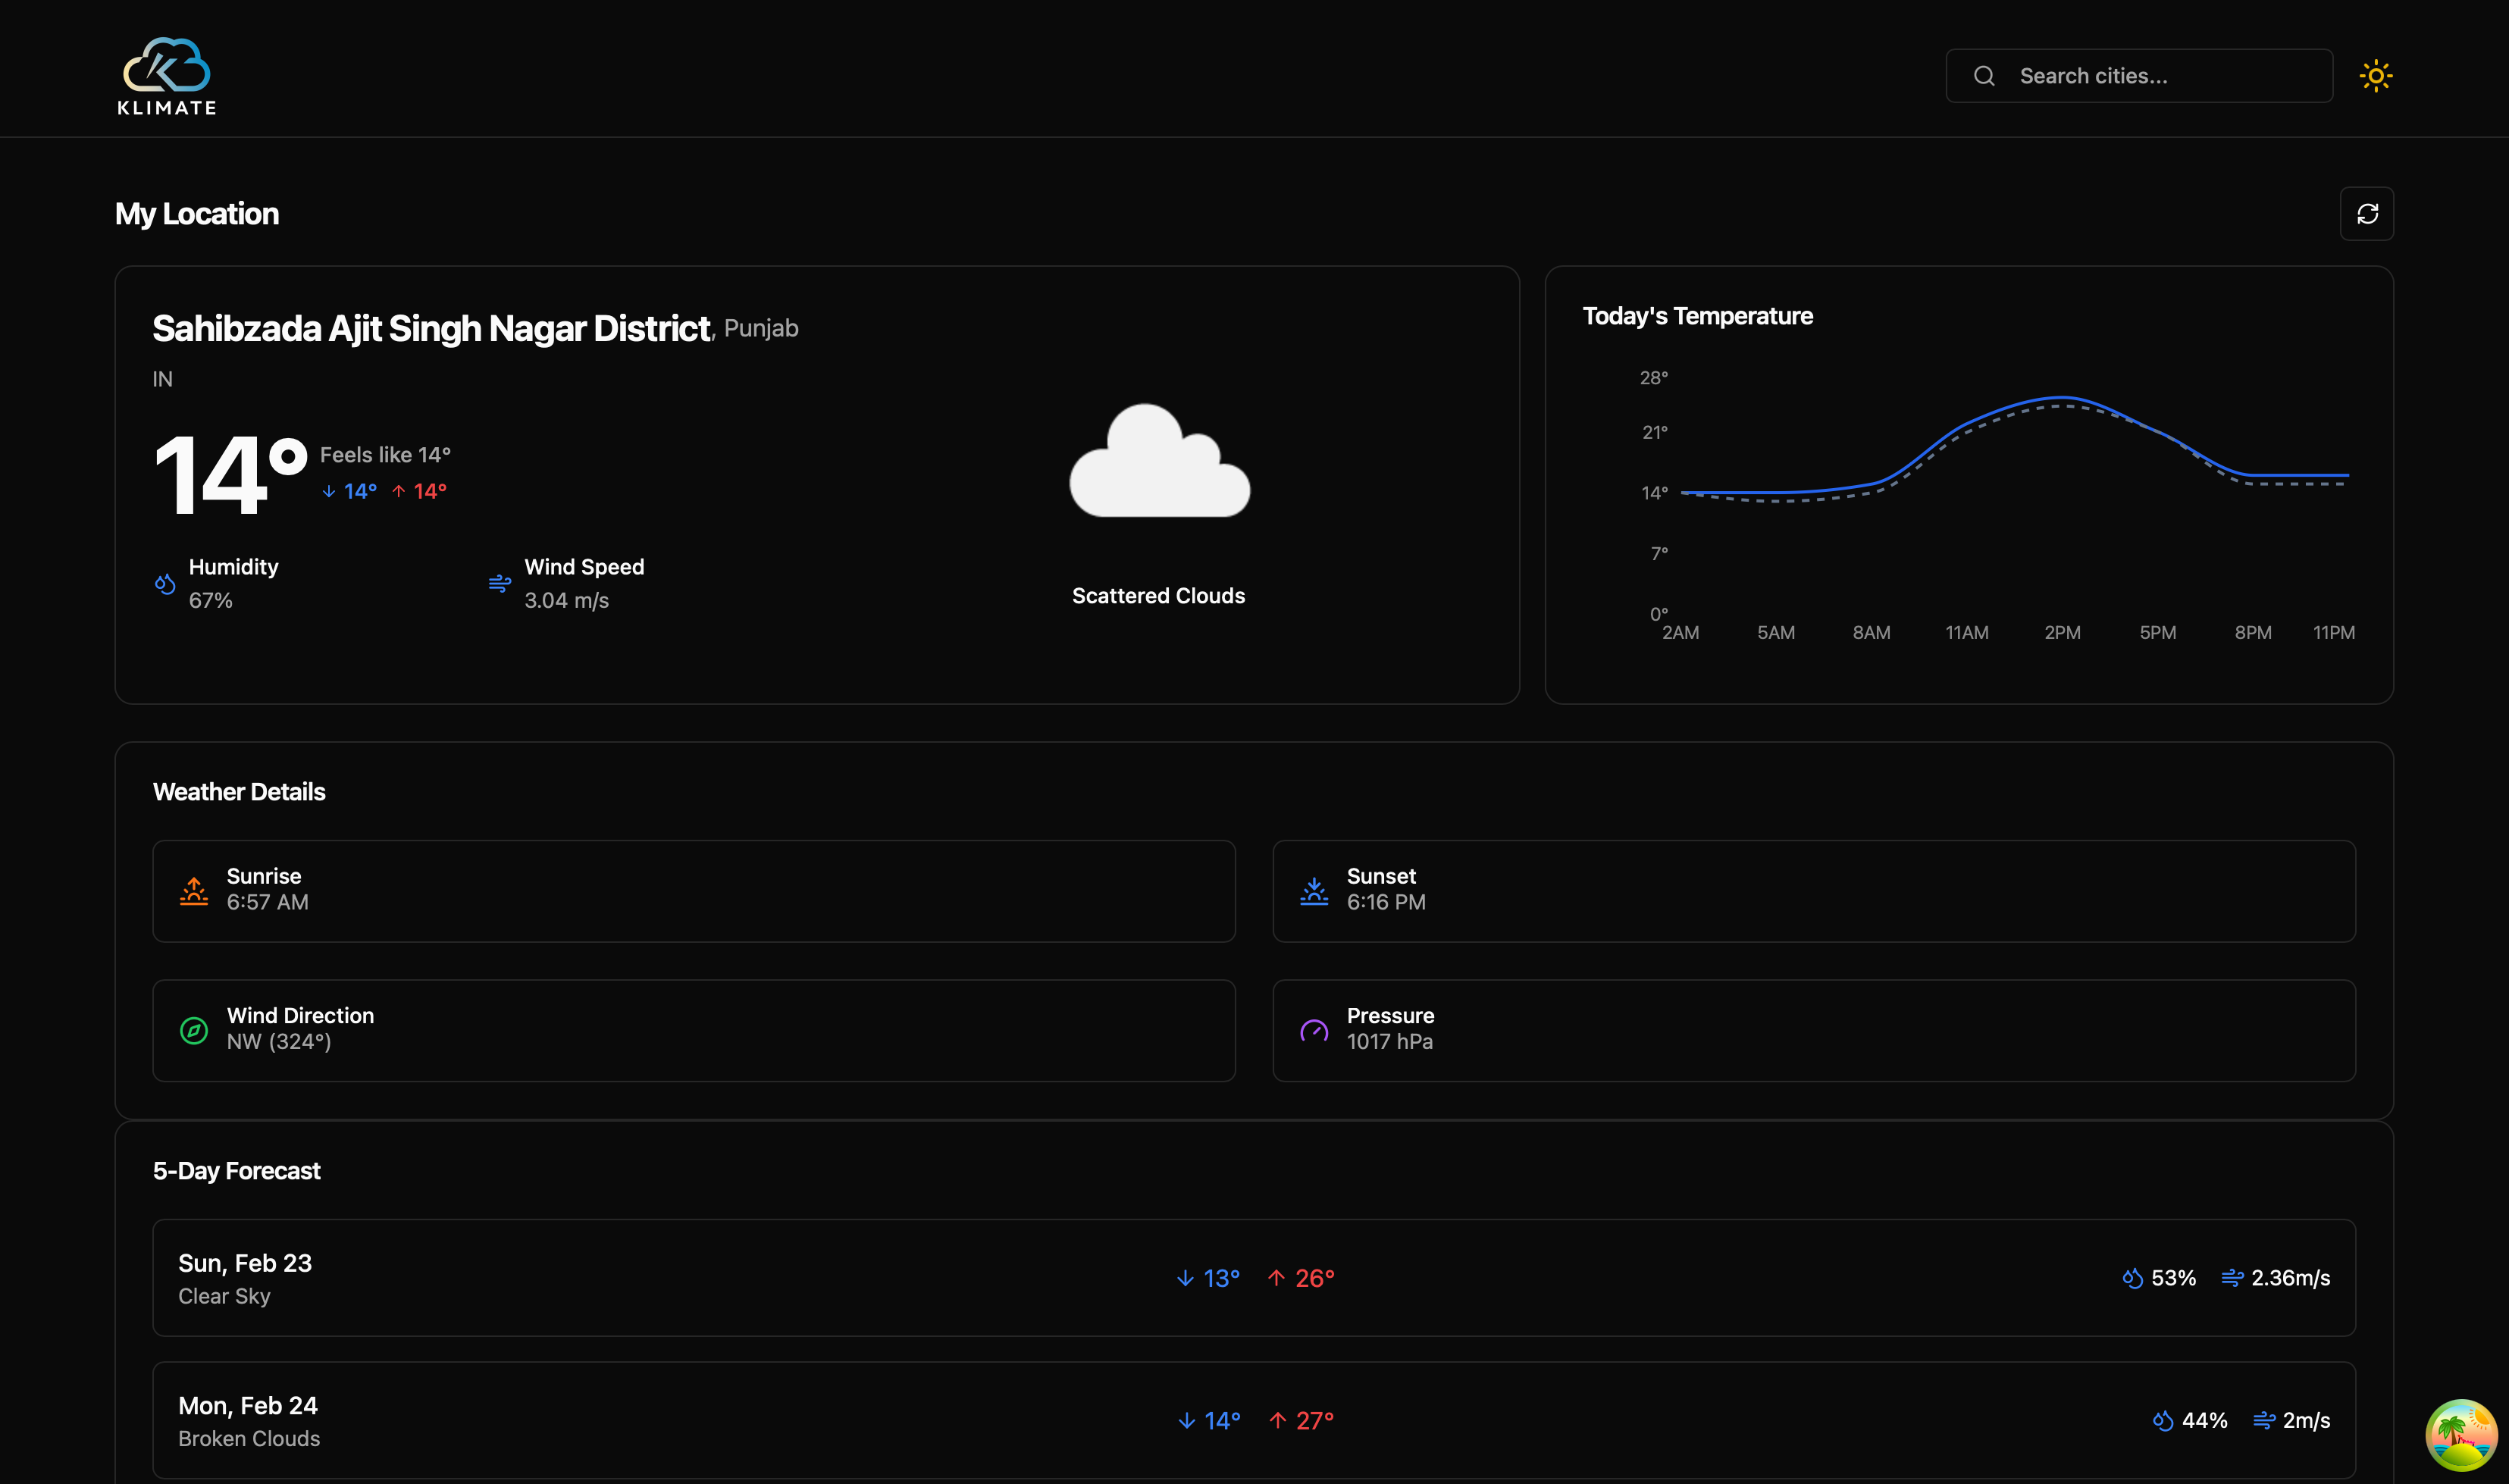 KLIMATE
Search cities...
My Location
Sahibzada Ajit Singh Nagar District, Punjab
IN
14°
Feels like 14°
↓ 14° ↑ 14°
Humidity
67%
Wind Speed
3.04 m/s
Scattered Clouds
Today's Temperature
28°
21°
14°
7°
0°
2AM 5AM 8AM 11AM 2PM 5PM 8PM 11PM
Weather Details
Sunrise
6:57 AM
Sunset
6:16 PM
Wind Direction
NW (324°)
Pressure
1017 hPa
5-Day Forecast
Sun, Feb 23
Clear Sky
↓ 13° ↑ 26°
53% 2.36m/s
Mon, Feb 24
Broken Clouds
↓ 14° ↑ 27°
44% 2m/s